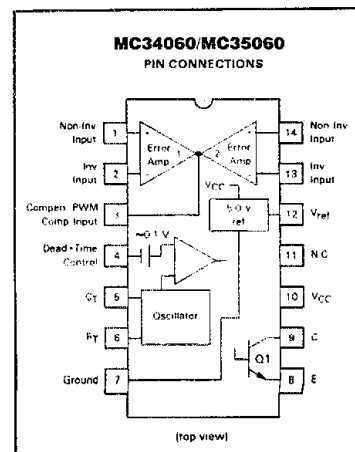 MC34060/MC35060
PIN CONNECTIONS
Non-Inv
Input
1
14
Non Inv
Input
Error
Amp
1
2
Error
Amp
Inv
Input
2
13
Inv
Input
VCC
Compen PWM
Comp Input
3
5.0 V
ref
12
Vref
≈0.1 V
Dead-Time
Control
4
11
N C
CT
5
10
VCC
Oscillator
RT
6
9
C
Q1
Ground
7
8
E
(top view)